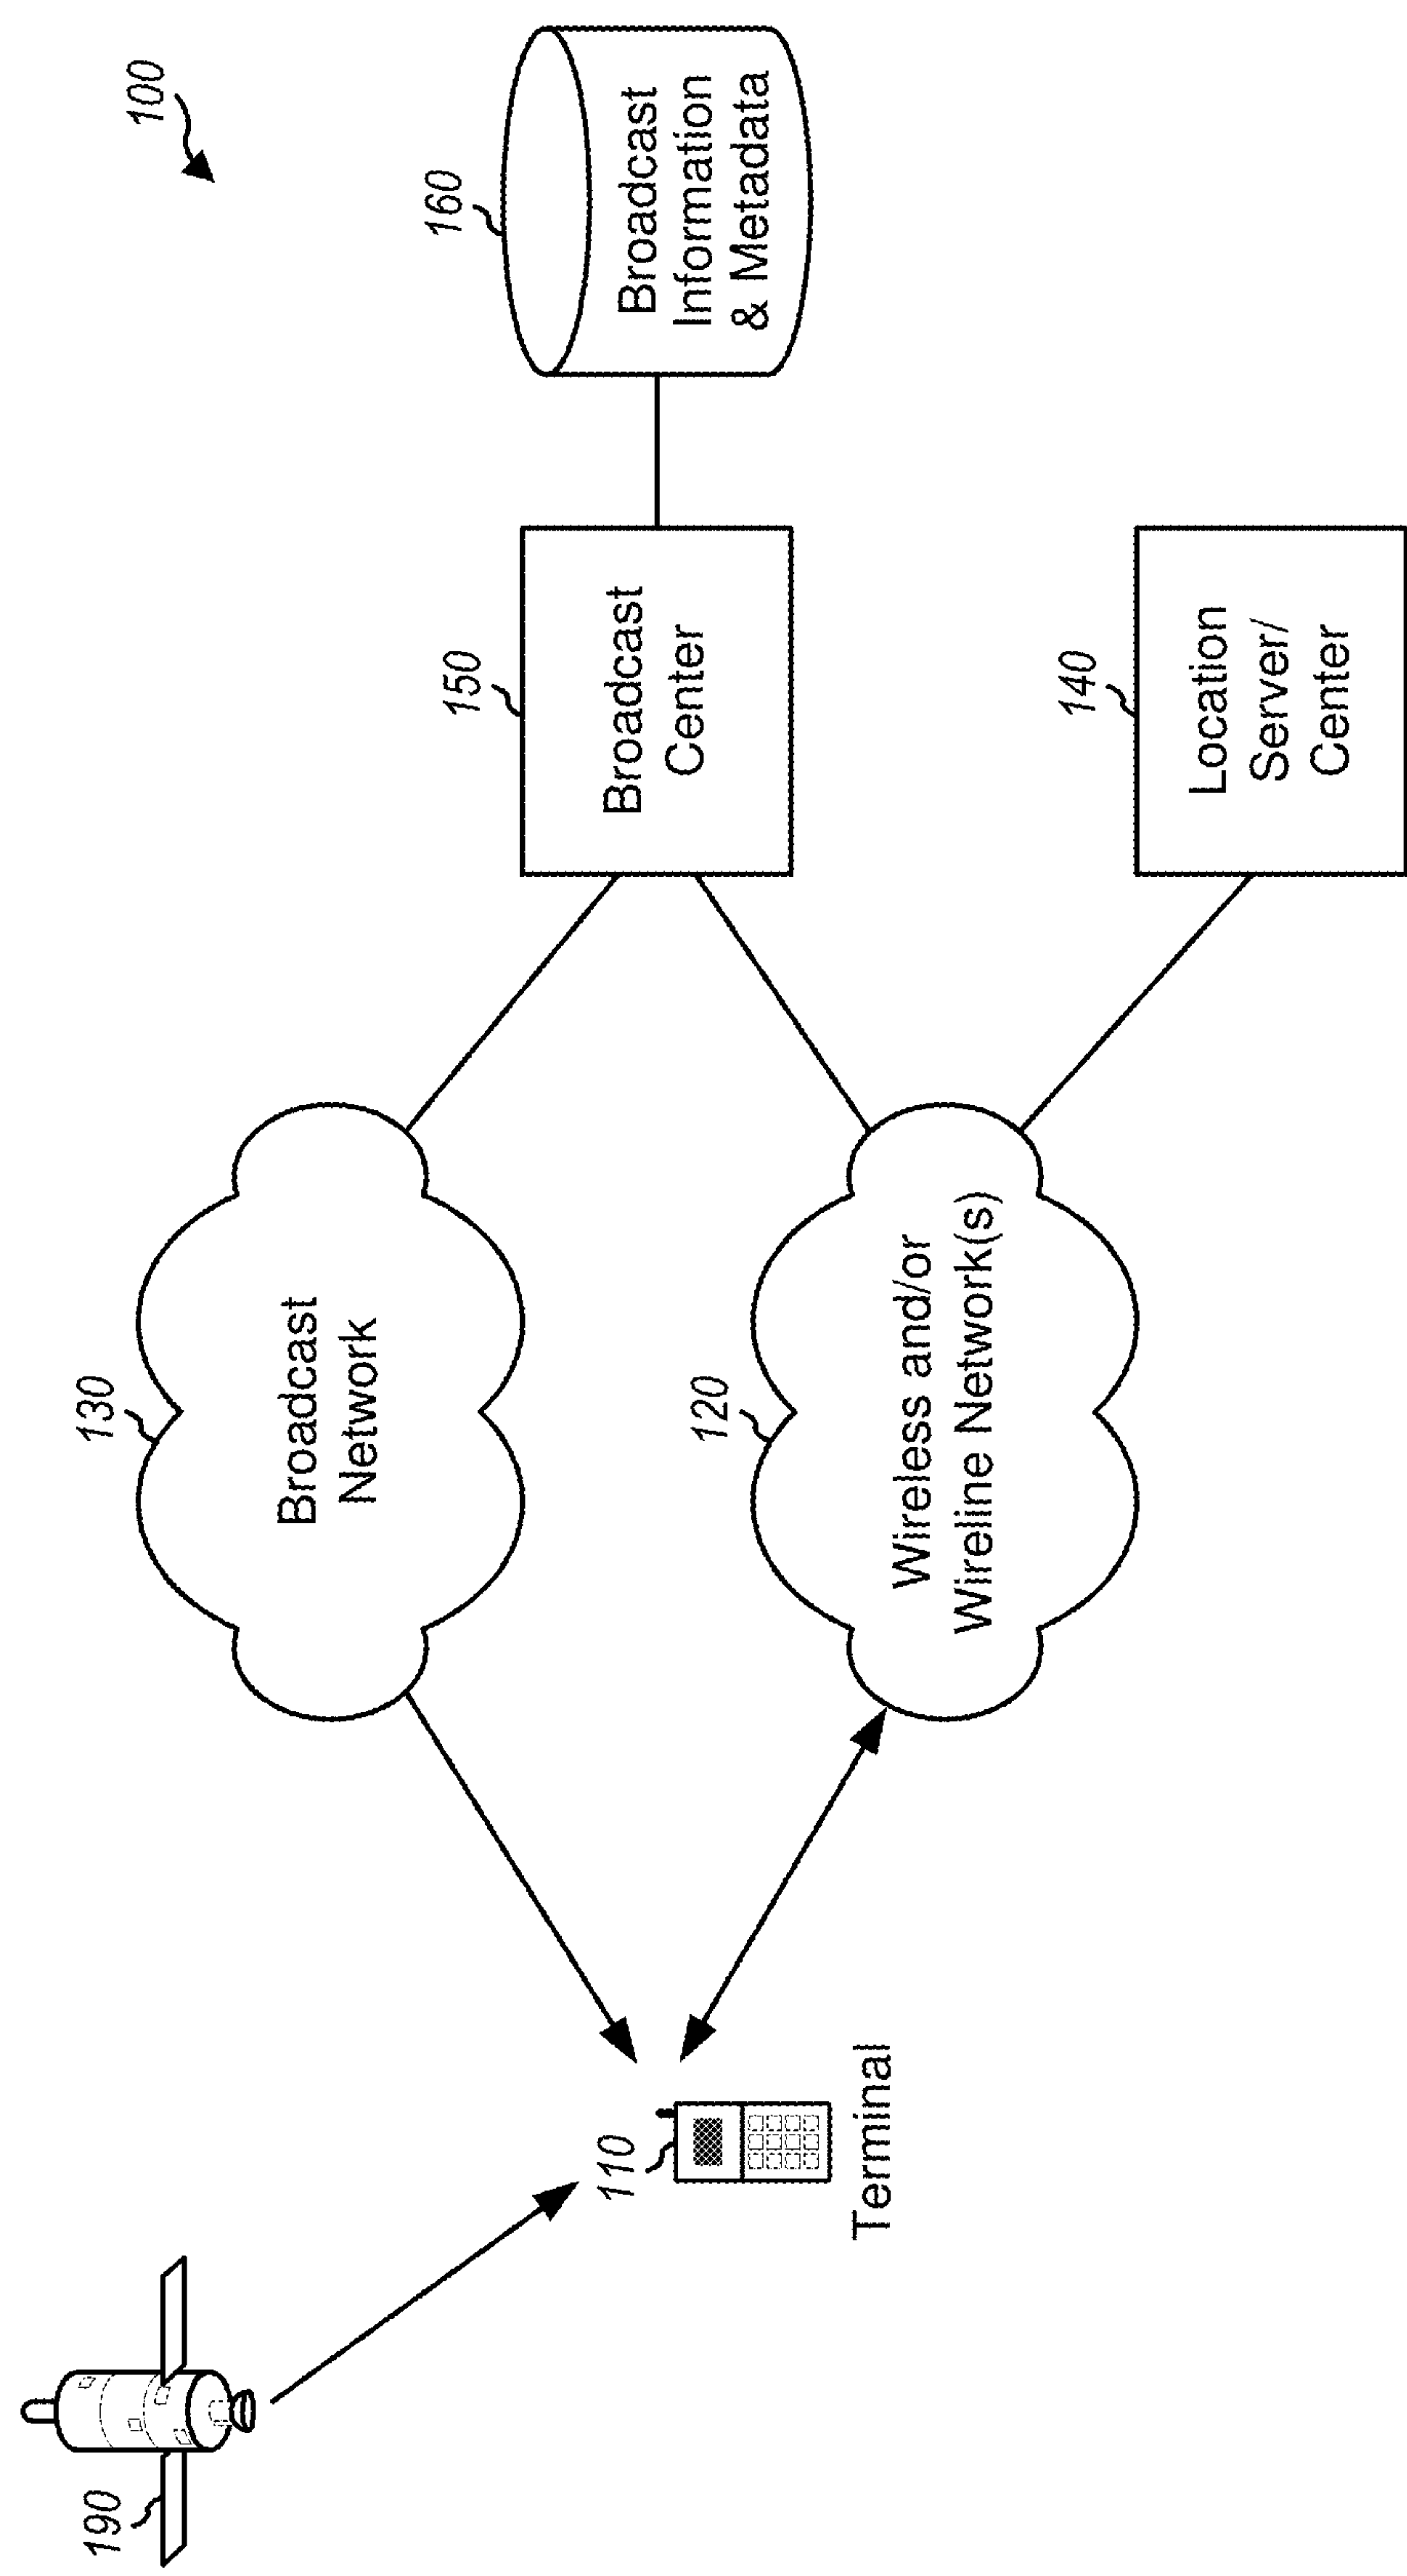 100
190
130
Broadcast
Network
110
Terminal
120
Wireless and/or
Wireline Network(s)
150
Broadcast
Center
160
Broadcast
Information
& Metadata
140
Location
Server/
Center